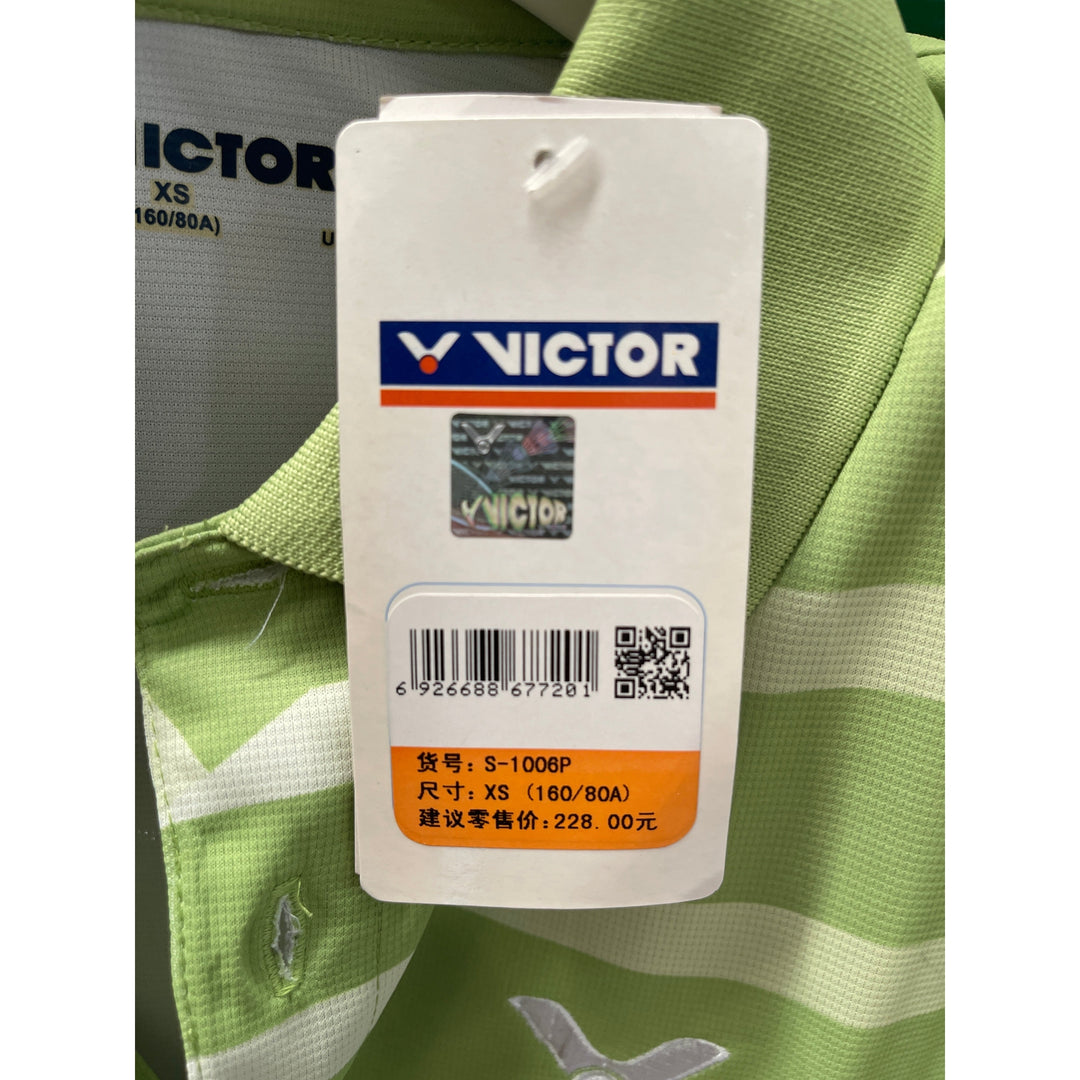 VICTOR
XS
160/80A)
U
VICTOR
VICTOR
VICTOR
6 926688 677201
货号: S-1006P
尺寸: XS (160/80A)
建议零售价:228.00元